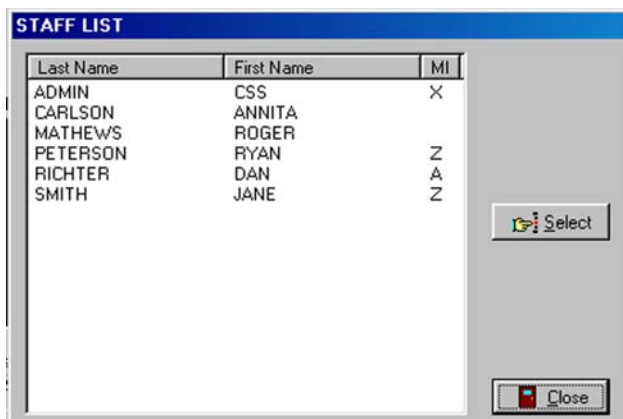 STAFF LIST
Last Name First Name MI
ADMIN CSS X
CARLSON ANNITA
MATHEWS ROGER
PETERSON RYAN Z
RICHTER DAN A
SMITH JANE Z
Select
Close